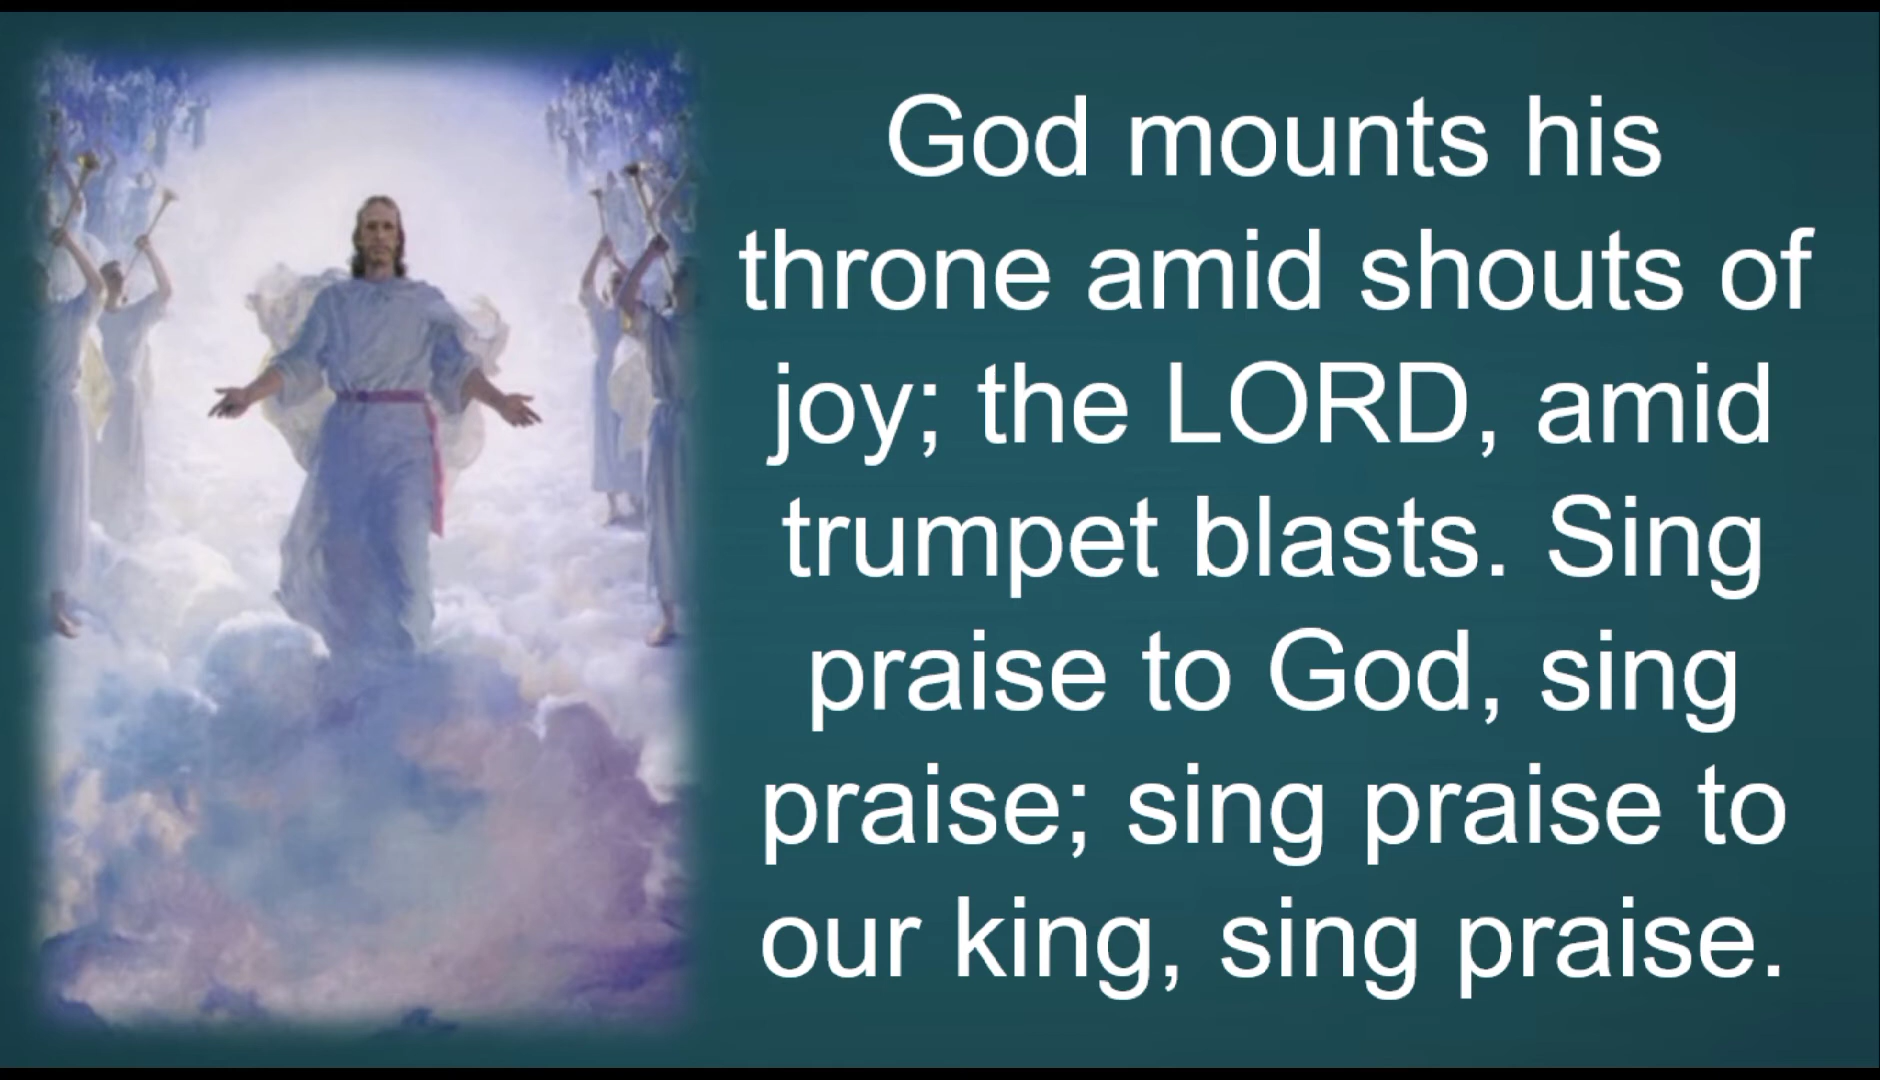 God mounts his
throne amid shouts of
joy; the LORD, amid
trumpet blasts. Sing
praise to God, sing
praise; sing praise to
our king, sing praise.